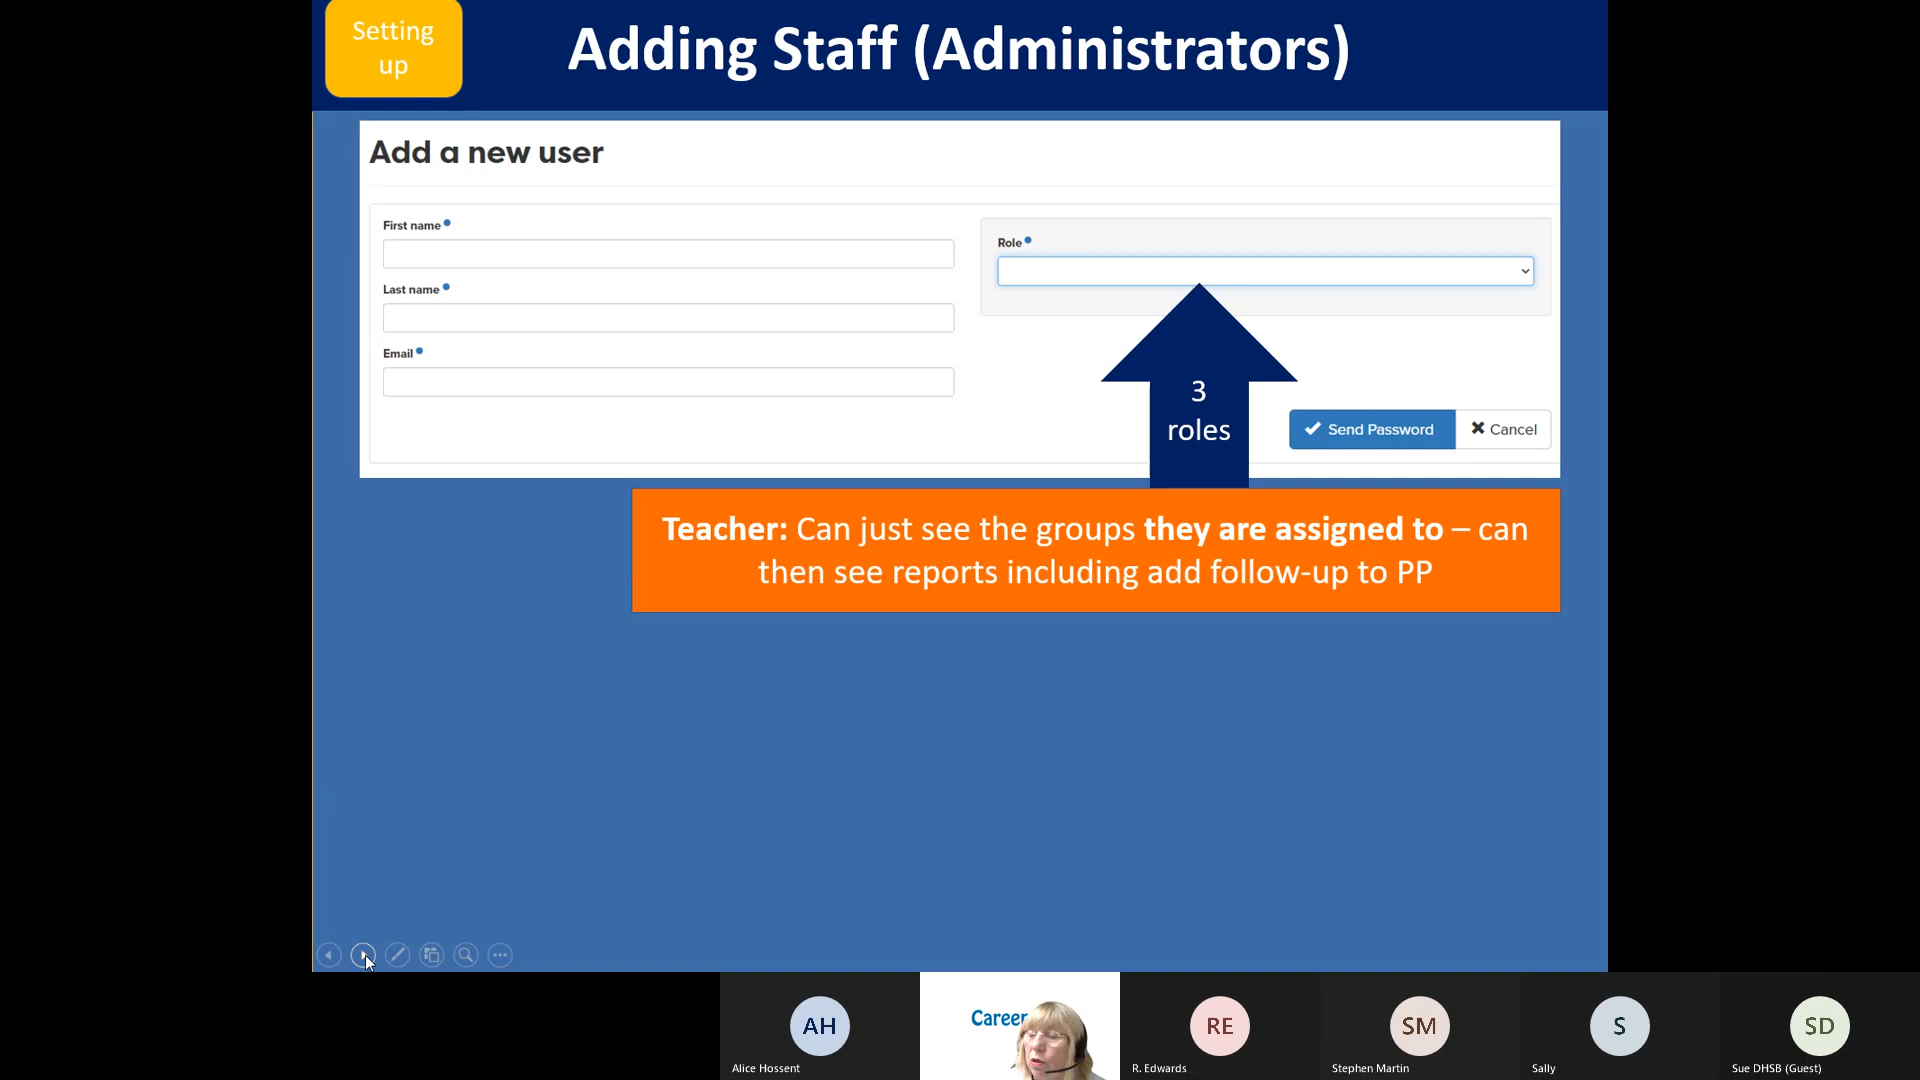 Setting
up
Adding Staff (Administrators)
Add a new user
First name
Role
Last name
Email
3
roles
Send Password
Cancel
Teacher: Can just see the groups they are assigned to – can
then see reports including add follow-up to PP
AH
Career
RE
SM
S
SD
Alice Hossent
R. Edwards
Stephen Martin
Sally
Sue DHSB (Guest)